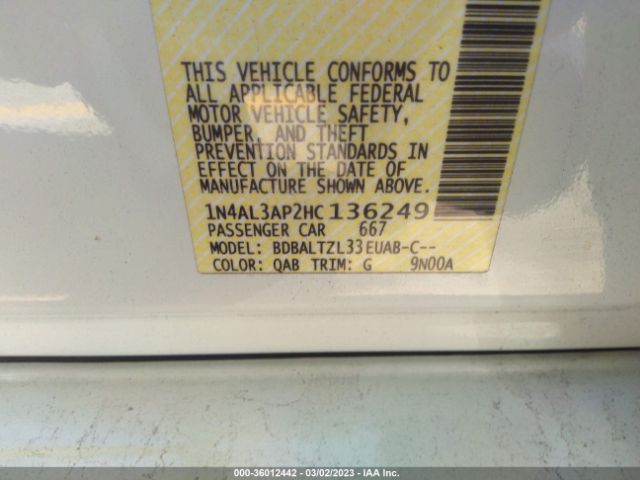 THIS VEHICLE CONFORMS TO
ALL APPLICABLE FEDERAL
MOTOR VEHICLE SAFETY,
BUMPER, AND THEFT
PREVENTION STANDARDS IN
EFFECT ON THE DATE OF
MANUFACTURE SHOWN ABOVE.
1N4AL3AP2HC136249
PASSENGER CAR 667
MODEL: BDBALTZL33EUAB-C--
COLOR: QAB TRIM: G 9N00A
000-36012442 - 03/02/2023 - IAA Inc.